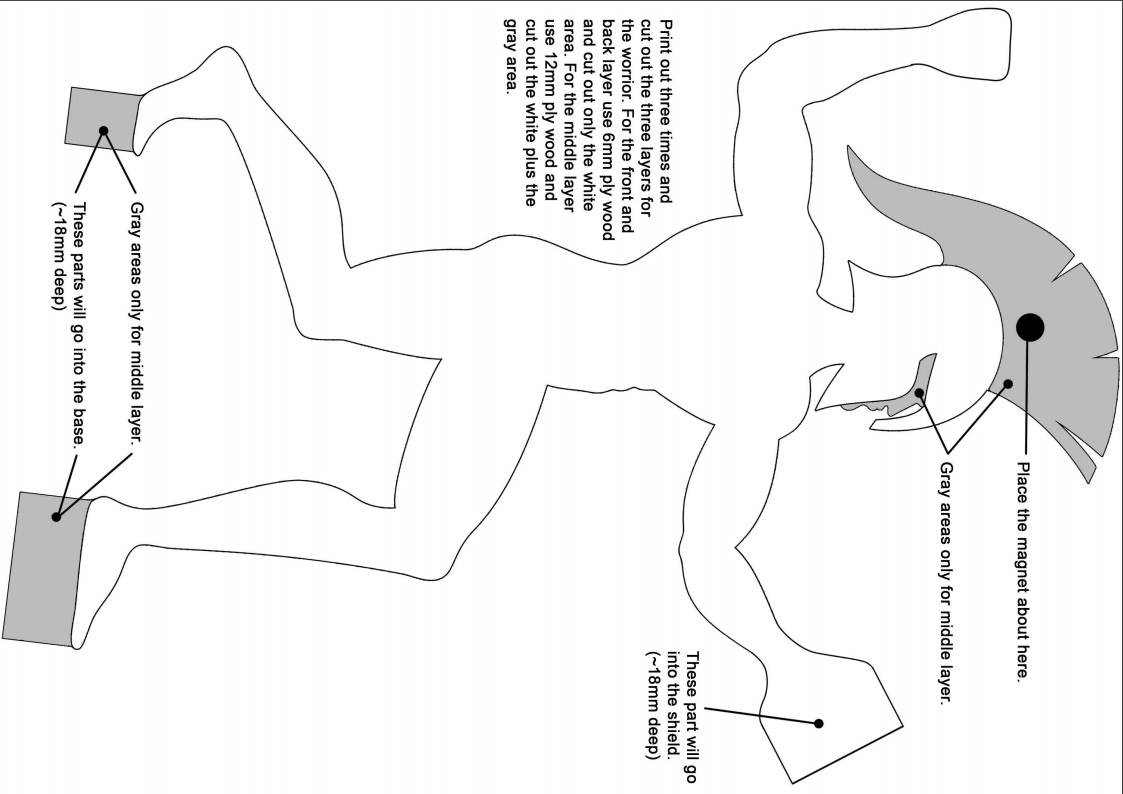 Print out three times and
cut out the three layers for
the worrior. For the front and
back layer use 6mm ply wood
and cut out only the white
area. For the middle layer
use 12mm ply wood and
cut out the white plus the
gray area.
Place the magnet about here.
Gray areas only for middle layer.
These part will go
into the shield.
(~18mm deep)
Gray areas only for middle layer.
These parts will go into the base.
(~18mm deep)